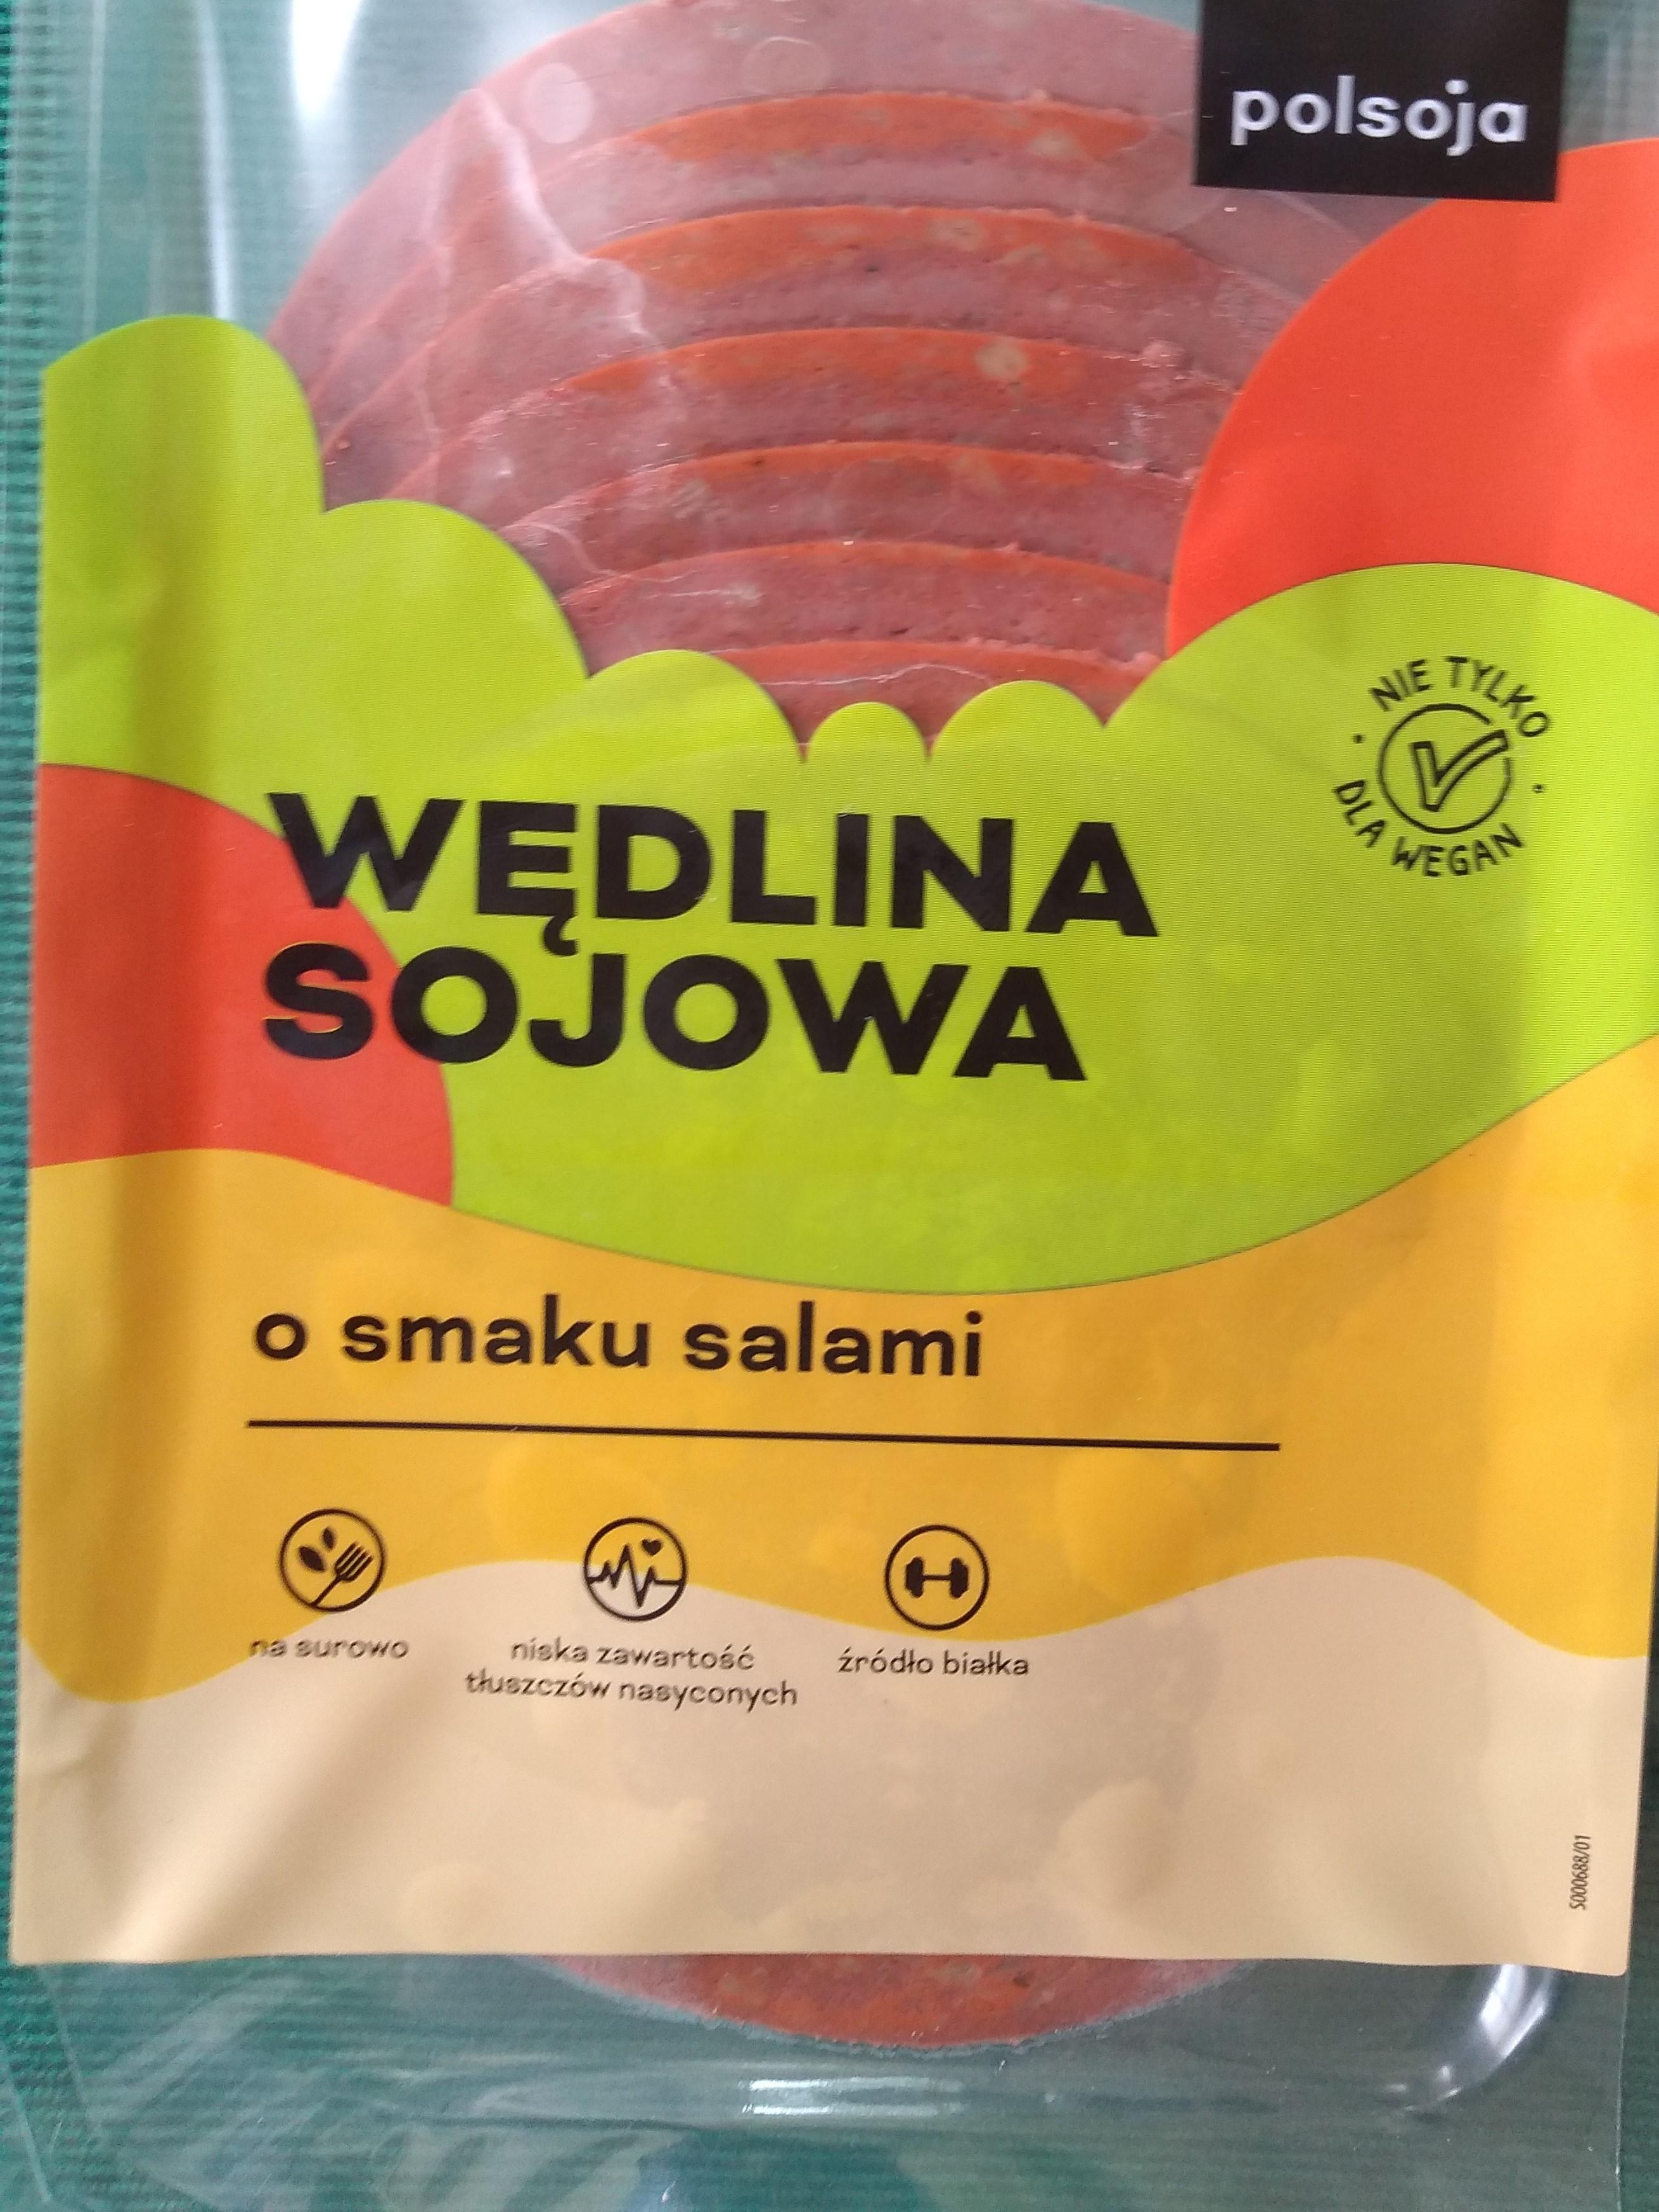 polsoja
NIE TYLKO
DLA WEGAN
WĘDLINA
SOJOWA
o smaku salami
na surowo
niska zawartość
tłuszczów nasyconych
źródło białka
S000688/01